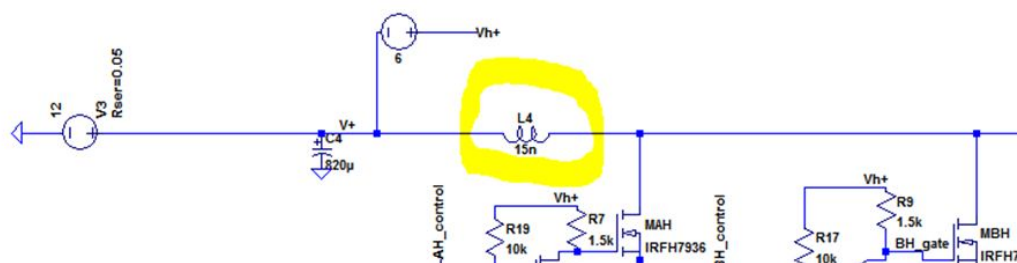 Vh+
6
12
V3
Rser=0.05
V+
C4
820µ
L4
15n
AH_control
Vh+
R19
10k
R7
1.5k
MAH
IRFH7936
BH_control
Vh+
R9
1.5k
R17
10k
BH_gate
MBH
IRFH7